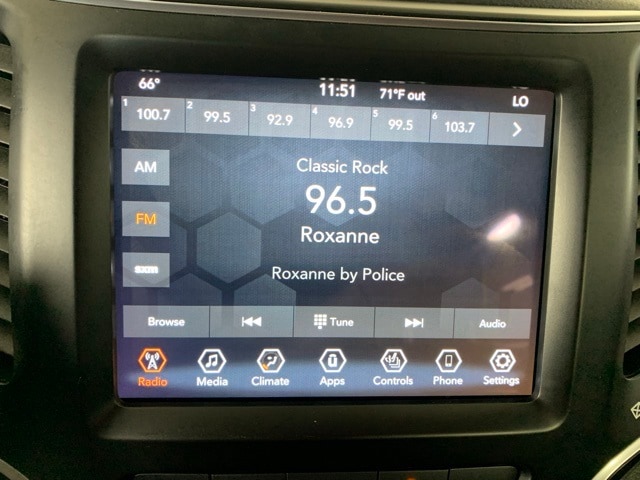 66°
11:51
71°F out
LO
1 100.7
2 99.5
3 92.9
4 96.9
5 99.5
6 103.7
AM
Classic Rock
96.5
FM
Roxanne
sxm
Roxanne by Police
Browse
Tune
Audio
Radio
Media
Climate
Apps
Controls
Phone
Settings